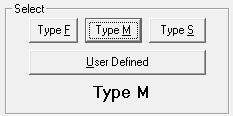 Select
Type F Type M Type S
User Defined
Type M